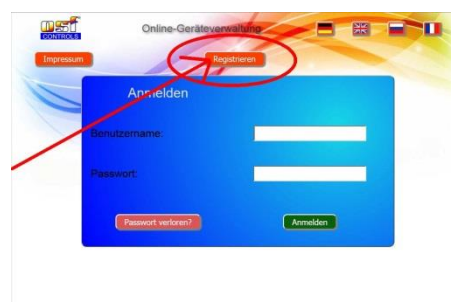 osf
CONTROLS
Online-Geräteverwaltung
Impressum
Registrieren
Anmelden
Benutzername:
Passwort:
Passwort verloren?
Anmelden